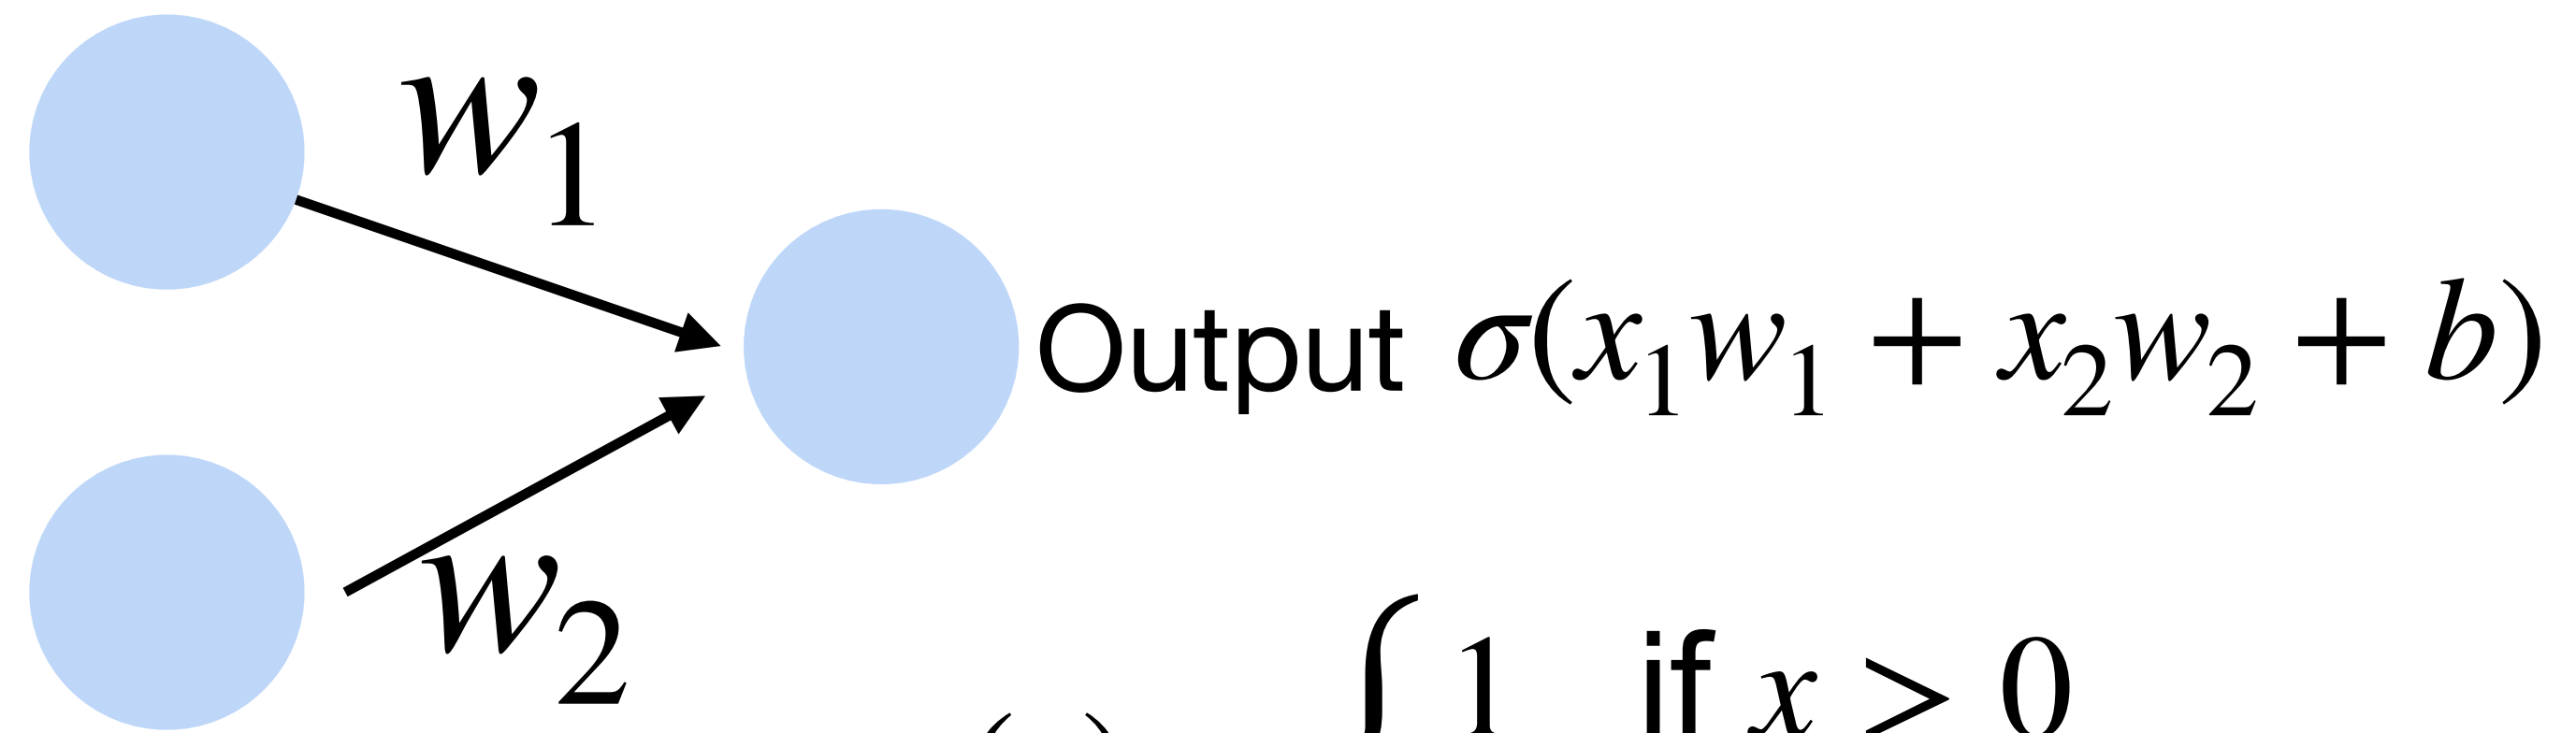 w₁
Output σ(x₁w₁ + x₂w₂ + b)
w₂
1 if x > 0